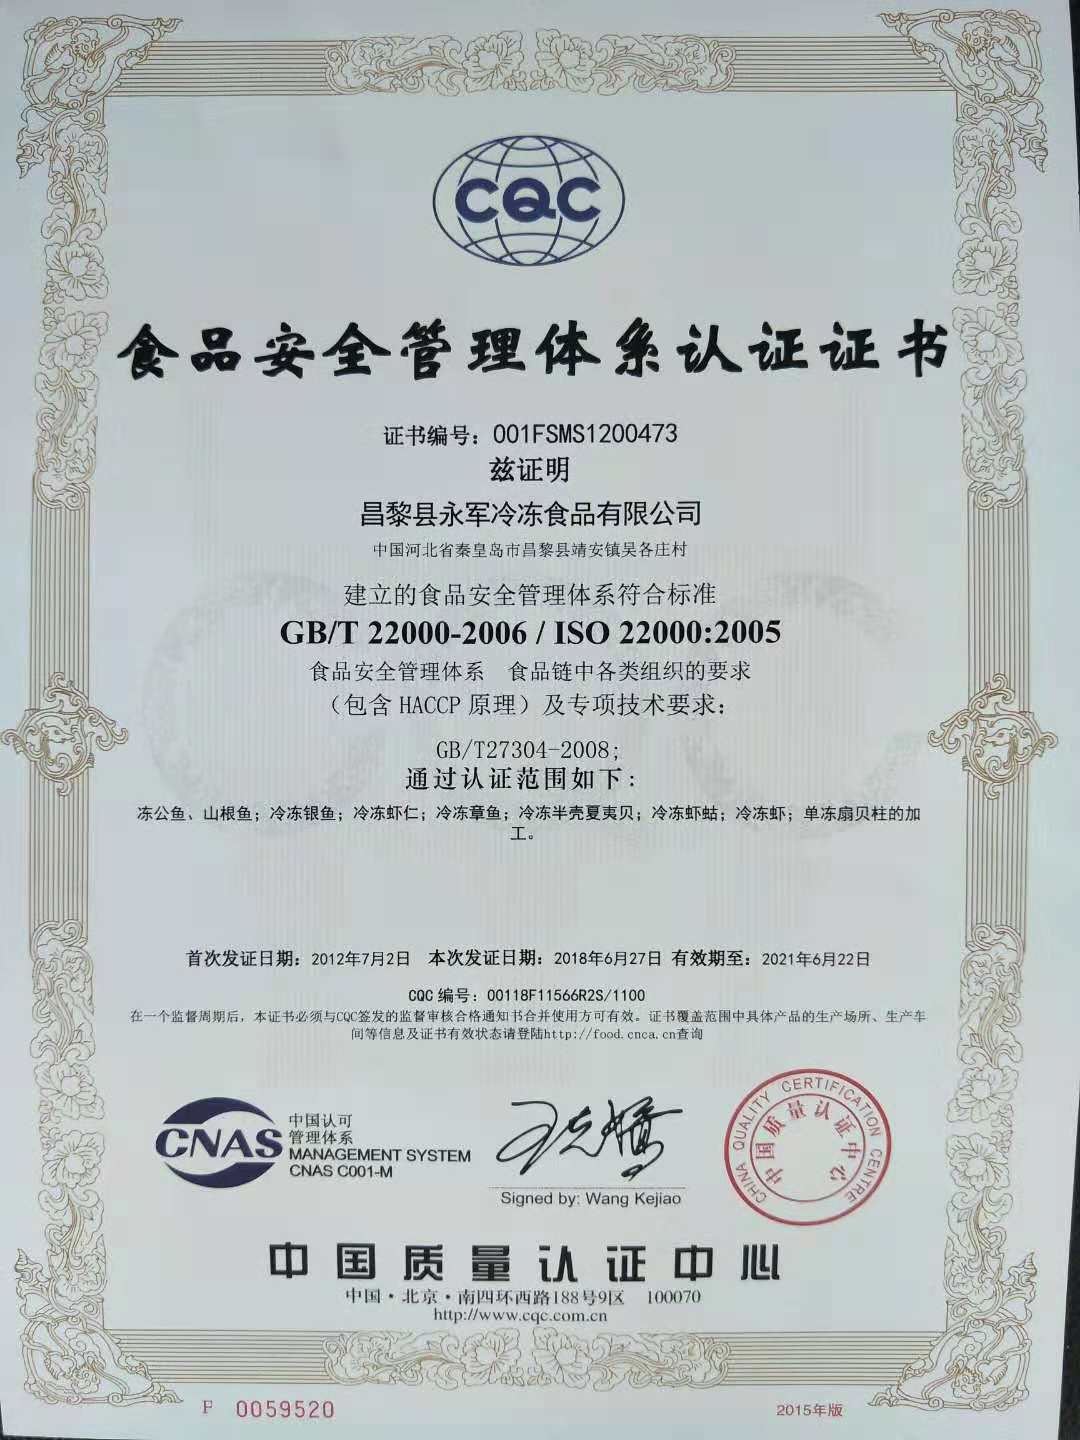 CQC
食品安全管理体系认证证书
证书编号：001FSMS1200473
兹证明
昌黎县永军冷冻食品有限公司
中国河北省秦皇岛市昌黎县靖安镇吴各庄村
建立的食品安全管理体系符合标准
GB/T 22000-2006 / ISO 22000:2005
食品安全管理体系 食品链中各类组织的要求
（包含 HACCP 原理）及专项技术要求：
GB/T27304-2008；
通过认证范围如下：
冻公鱼、山根鱼；冷冻银鱼；冷冻虾仁；冷冻章鱼；冷冻半壳夏夷贝；冷冻虾蛄；冷冻虾；单冻扇贝柱的加
工。
首次发证日期：2012年7月2日 本次发证日期：2018年6月27日 有效期至：2021年6月22日
CQC 编号：00118F11566R2S/1100
在一个监督周期后，本证书必须与CQC签发的监督审核合格通知书合并使用方可有效。证书覆盖范围中具体产品的生产场所、生产车
间等信息及证书有效状态请登陆http://food.cnca.cn查询
CNAS
中国认可
管理体系
MANAGEMENT SYSTEM
CNAS C001-M
王克娇
Signed by: Wang Kejiao
CHINA QUALITY CERTIFICATION CENTRE
中国质量认证中心
中国质量认证中心
中国·北京·南四环西路188号9区 100070
http://www.cqc.com.cn
P 0059520
2015年版